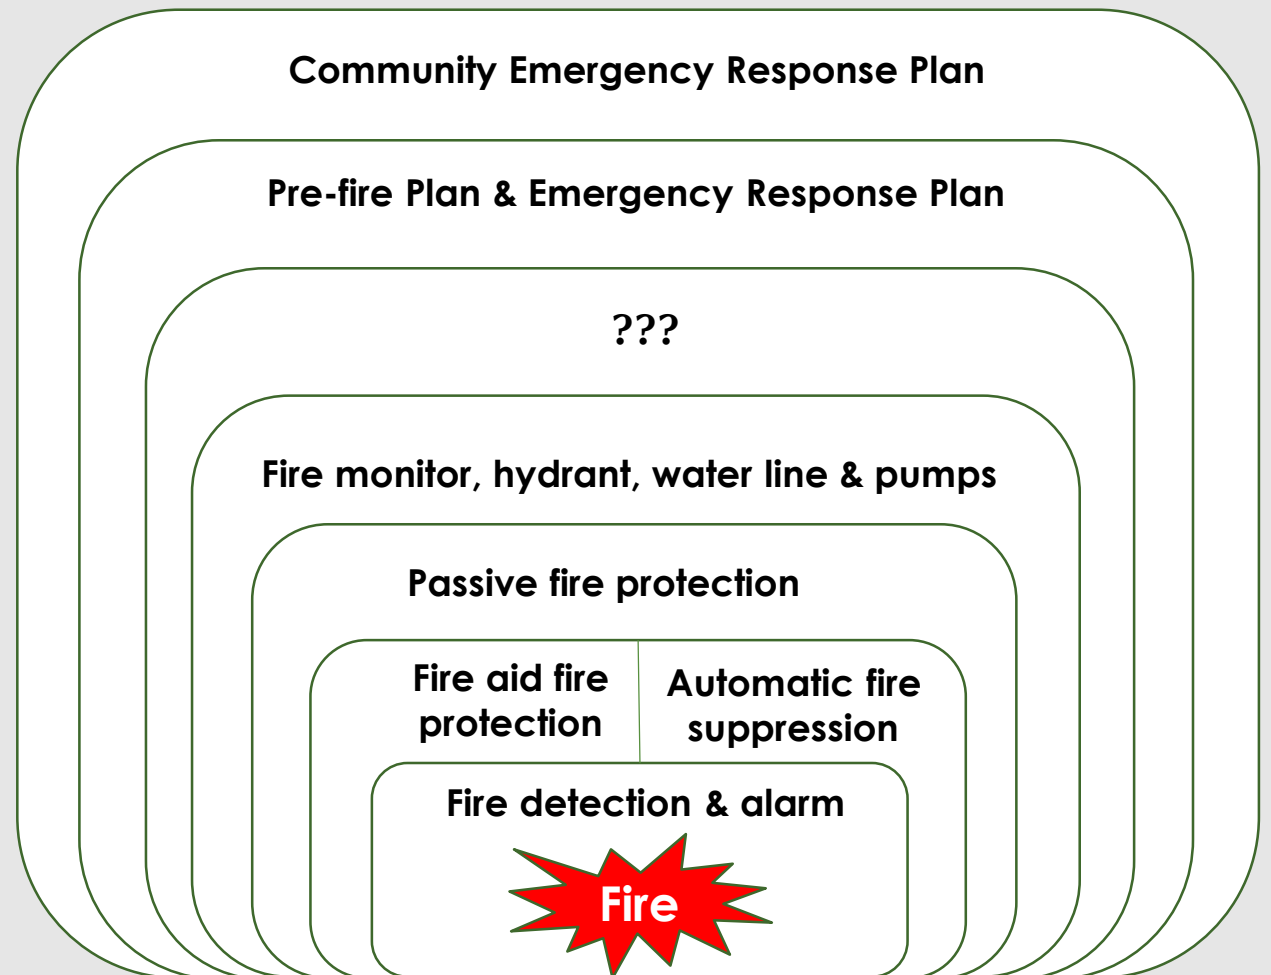 Community Emergency Response Plan
Pre-fire Plan & Emergency Response Plan
???
Fire monitor, hydrant, water line & pumps
Passive fire protection
Fire aid fire
protection
Automatic fire
suppression
Fire detection & alarm
Fire